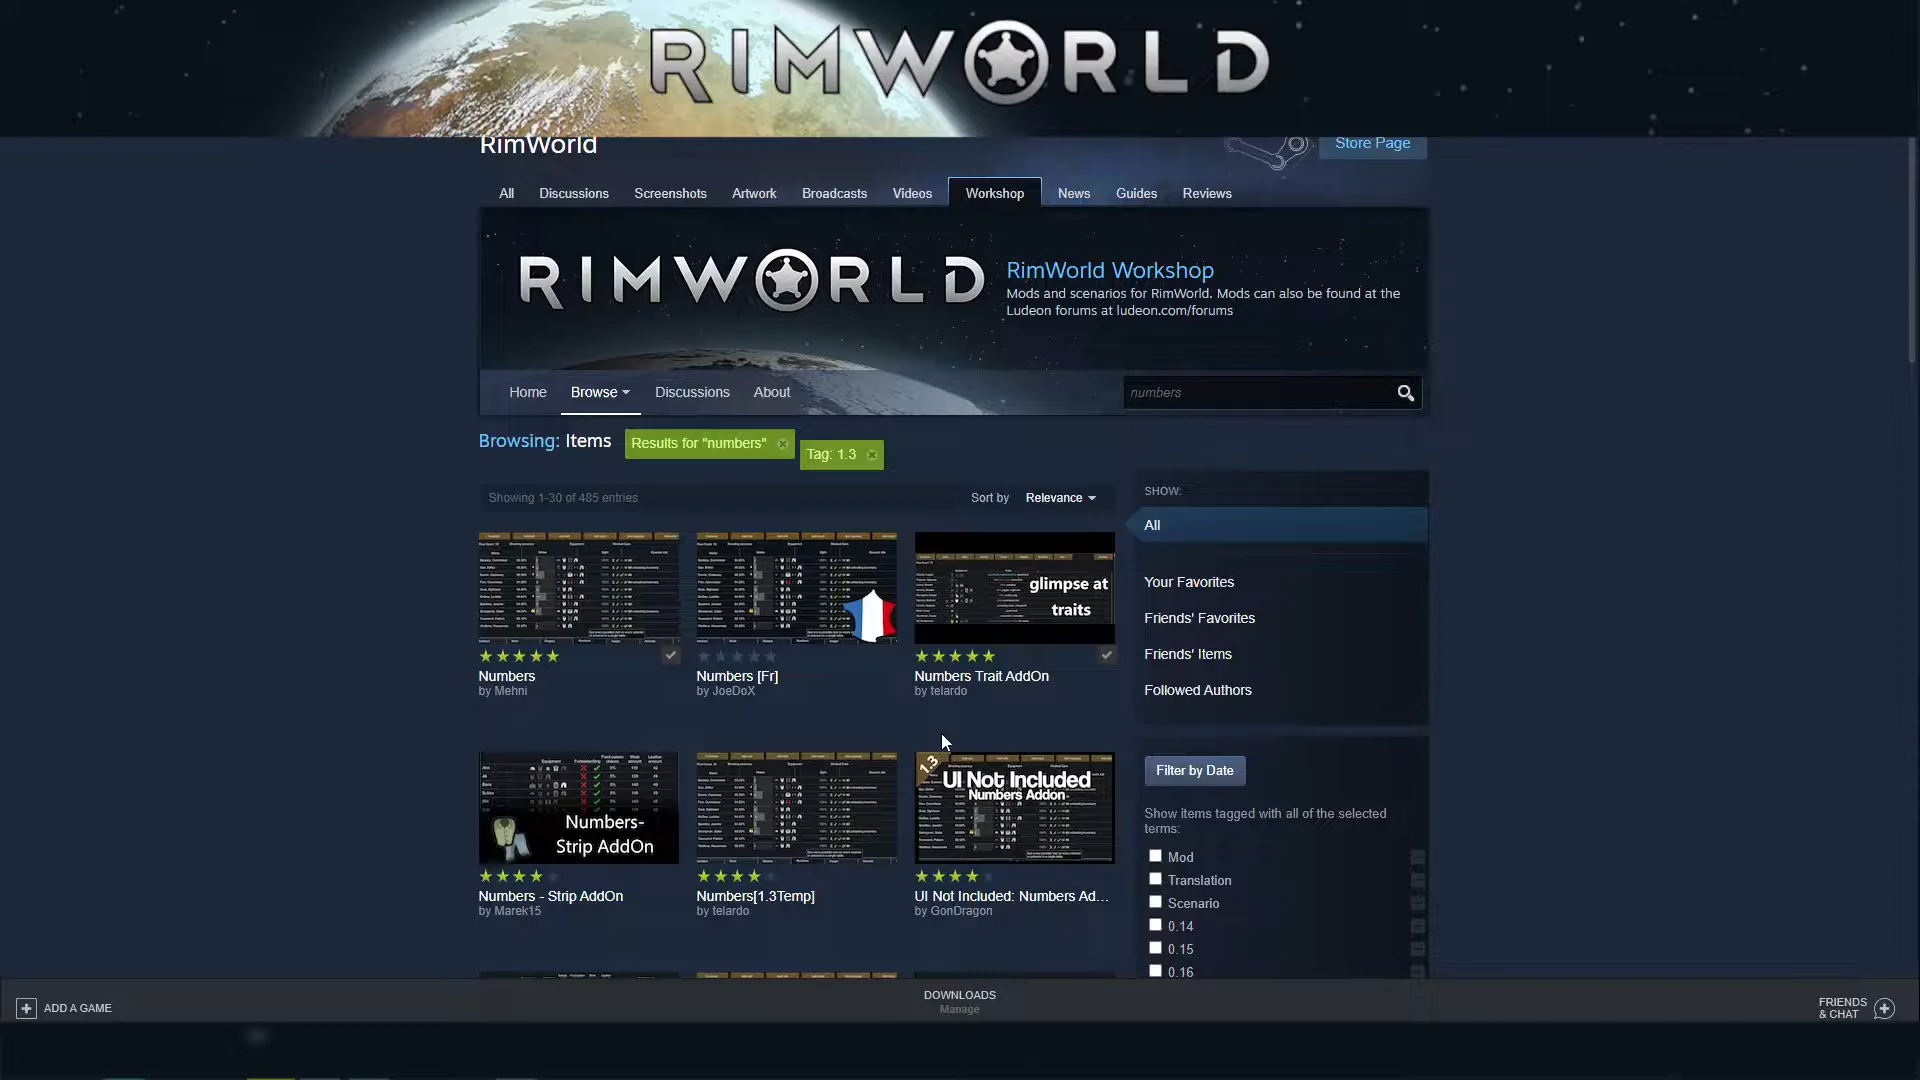 RIMWORLD
RimWorld
Store Page
All Discussions Screenshots Artwork Broadcasts Videos Workshop News Guides Reviews
RIMWORLD
RimWorld Workshop
Mods and scenarios for RimWorld. Mods can also be found at the
Ludeon forums at ludeon.com/forums
Home Browse Discussions About
numbers
Browsing: Items
Results for "numbers"
Tag: 1.3
Showing 1-30 of 485 entries
Sort by Relevance
glimpse at
traits
Numbers
by Mehni
Numbers [Fr]
by JoeDoX
Numbers Trait AddOn
by telardo
Numbers-
Strip AddOn
1.3
UI Not Included
Numbers Addon
Numbers - Strip AddOn
by Marek15
Numbers[1.3Temp]
by telardo
UI Not Included: Numbers Ad...
by GonDragon
SHOW:
All
Your Favorites
Friends' Favorites
Friends' Items
Followed Authors
Filter by Date
Show items tagged with all of the selected
terms:
Mod
Translation
Scenario
0.14
0.15
0.16
ADD A GAME
DOWNLOADS
Manage
FRIENDS
& CHAT